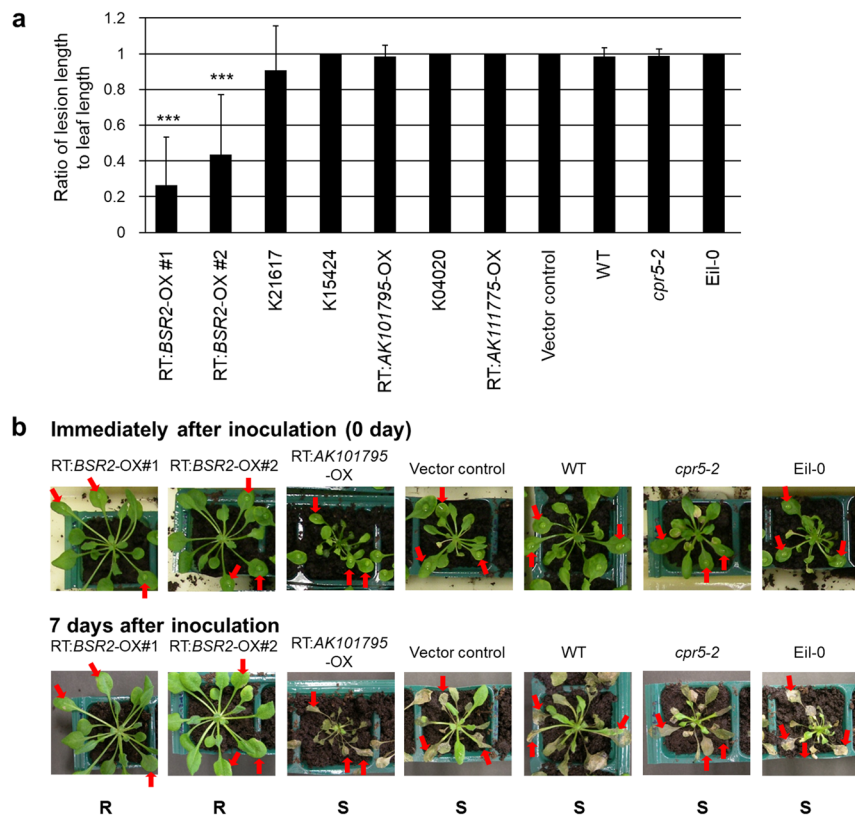 a
Ratio of lesion length
to leaf length
1.2
1
0.8
0.6
0.4
0.2
0
***
***
RT:BSR2-OX #1
RT:BSR2-OX #2
K21617
K15424
RT:AK101795-OX
K04020
RT:AK111775-OX
Vector control
WT
cpr5-2
Eil-0
b
Immediately after inoculation (0 day)
RT:BSR2-OX#1
RT:BSR2-OX#2
RT:AK101795
-OX
Vector control
WT
cpr5-2
Eil-0
7 days after inoculation
RT:BSR2-OX#1
RT:BSR2-OX#2
RT:AK101795
-OX
Vector control
WT
cpr5-2
Eil-0
R
R
S
S
S
S
S